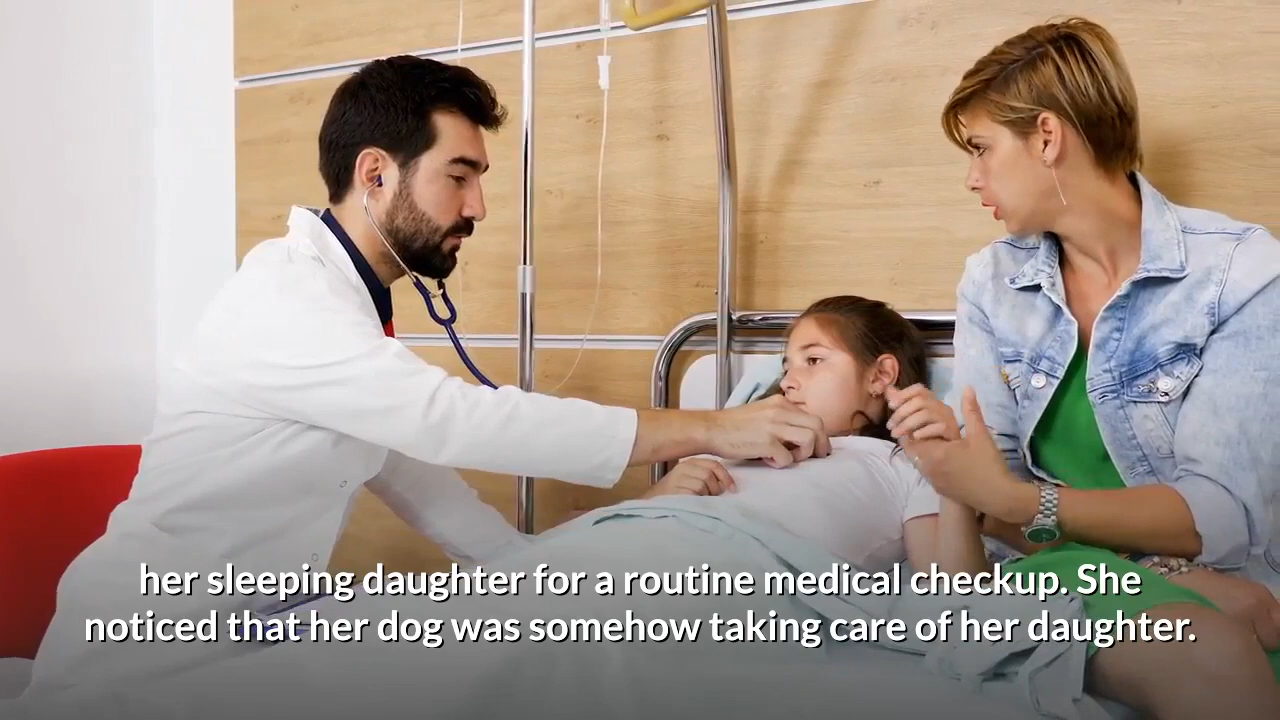 her sleeping daughter for a routine medical checkup. She
noticed that her dog was somehow taking care of her daughter.